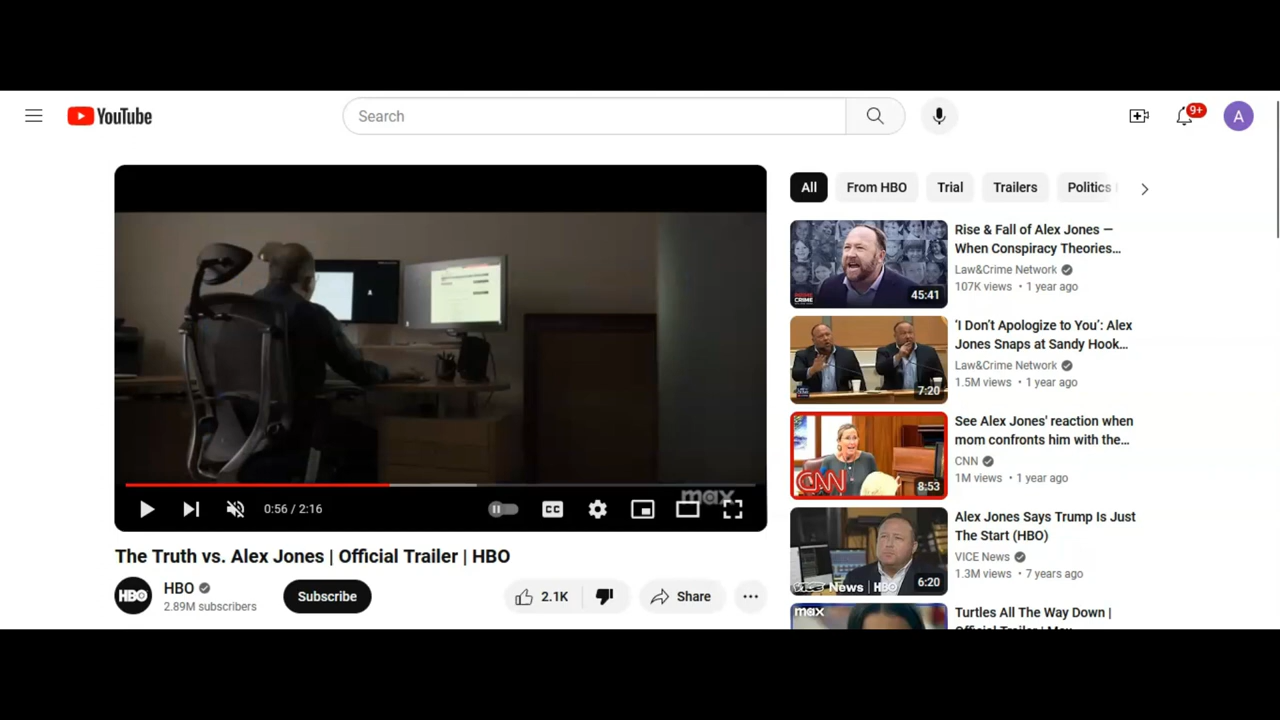 YouTube
Search
9+
A
max
0:56 / 2:16
CC
The Truth vs. Alex Jones | Official Trailer | HBO
HBO
HBO
2.89M subscribers
Subscribe
2.1K
Share
All
From HBO
Trial
Trailers
Politics
Rise & Fall of Alex Jones —
When Conspiracy Theories...
Law&Crime Network
107K views • 1 year ago
CRIME
45:41
'I Don't Apologize to You': Alex
Jones Snaps at Sandy Hook...
Law&Crime Network
1.5M views • 1 year ago
7:20
See Alex Jones' reaction when
mom confronts him with the...
CNN
1M views • 1 year ago
CNN
8:53
Alex Jones Says Trump Is Just
The Start (HBO)
VICE News
1.3M views • 7 years ago
VICE News | HBO
6:20
max
Turtles All The Way Down |
Official Trailer | Max